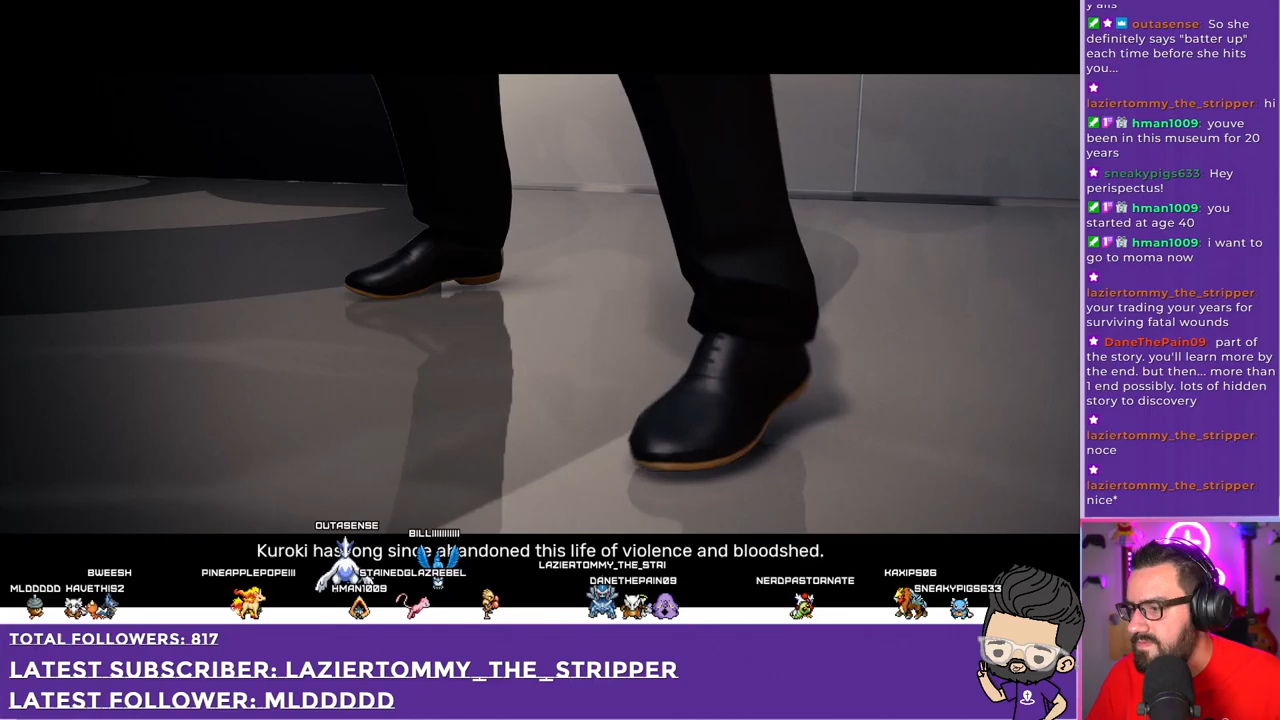 outasense: So she
definitely says "batter up"
each time before she hits
you...
laziertommy_the_stripper hi
hman1009: youve
been in this museum for 20
years
sneakypigs633 Hey
perispectus!
hman1009: you
started at age 40
hman1009: i want to
go to moma now
laziertommy_the_stripper
your trading your years for
surviving fatal wounds
DaneThePain09 part of
the story. you'll learn more by
the end. but then... more than
1 end possibly. lots of hidden
story to discovery
laziertommy_the_stripper
noce
laziertommy_the_stripper
nice*
Kuroki has long since abandoned this life of violence and bloodshed.
OUTASENSE
BILLIIIIIIIIII
BWEESH
PINEAPPLEPOPEIII
STAINEDGLAZREBEL
LAZIERTOMMY_THE_STRI
KAXIPS06
MLDDDDD
HAVETHIS2
HMAN1009
DANETHEPAIN09
NERDPASTORNATE
SNEAKYPIGS633
TOTAL FOLLOWERS: 817
LATEST SUBSCRIBER: LAZIERTOMMY_THE_STRIPPER
LATEST FOLLOWER: MLDDDDD